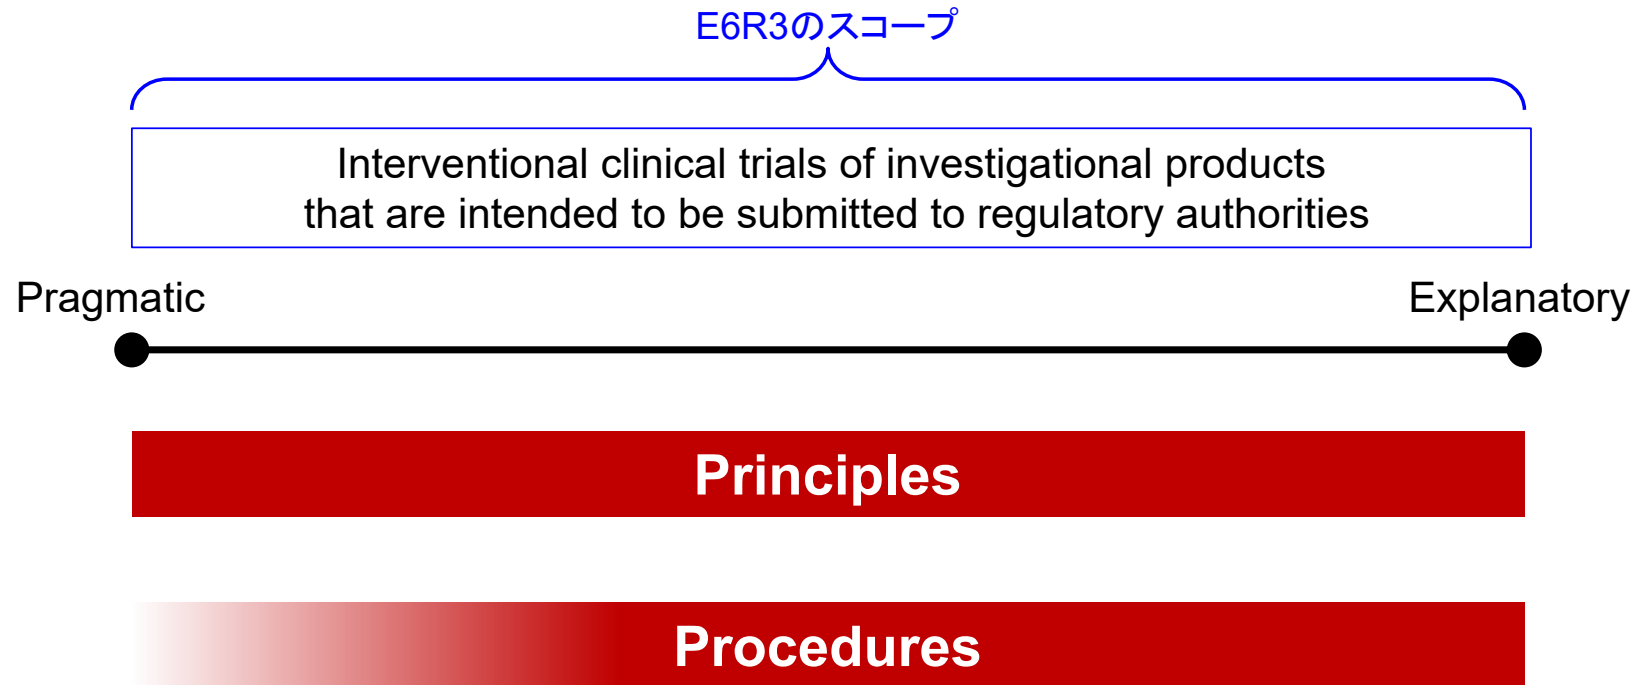 E6R3のスコープ
Interventional clinical trials of investigational products
that are intended to be submitted to regulatory authorities
Pragmatic
Explanatory
Principles
Procedures